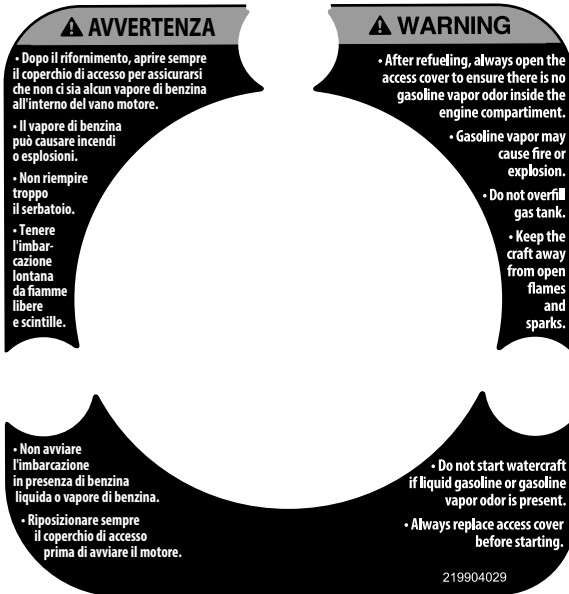 AVVERTENZA
• Dopo il rifornimento, aprire sempre
il coperchio di accesso per assicurarsi
che non ci sia alcun vapore di benzina
all'interno del vano motore.
• Il vapore di benzina
può causare incendi
o esplosioni.
• Non riempire
troppo
il serbatoio.
• Tenere
l'imbar-
cazione
lontana
da fiamme
libere
e scintille.
• Non avviare
l'imbarcazione
in presenza di benzina
liquida o vapore di benzina.
• Riposizionare sempre
il coperchio di accesso
prima di avviare il motore.
WARNING
• After refueling, always open the
access cover to ensure there is no
gasoline vapor odor inside the
engine compartiment.
• Gasoline vapor may
cause fire or
explosion.
• Do not overfill
gas tank.
• Keep the
craft away
from open
flames
and
sparks.
• Do not start watercraft
if liquid gasoline or gasoline
vapor odor is present.
• Always replace access cover
before starting.
219904029